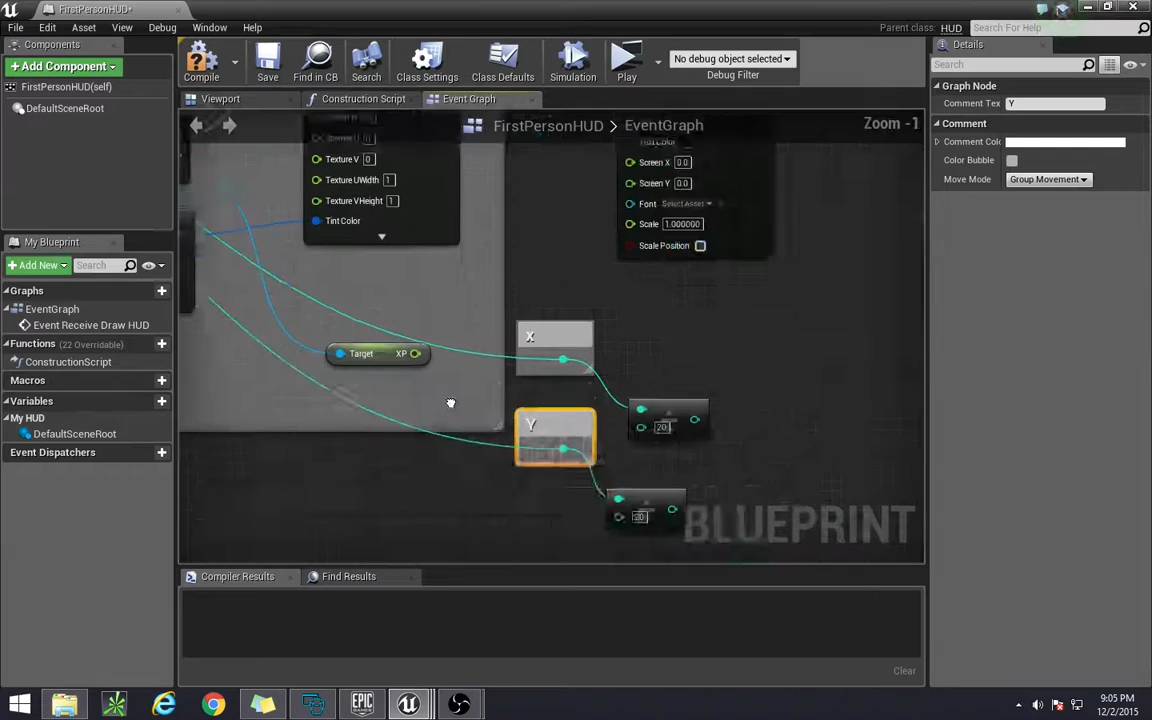 FirstPersonHUD*
File Edit Asset View Debug Window Help
Parent class: HUD Search For Help
Components
+Add Component
FirstPersonHUD(self)
DefaultSceneRoot
My Blueprint
+Add New Search
Graphs
EventGraph
Event Receive Draw HUD
Functions (22 Overridable)
ConstructionScript
Macros
Variables
My HUD
DefaultSceneRoot
Event Dispatchers
Compile Save Find in CB Search Class Settings Class Defaults Simulation Play
No debug object selected
Debug Filter
Viewport Construction Script Event Graph
FirstPersonHUD > EventGraph
Zoom -1
Texture V 0
Texture UWidth 1
Texture VHeight 1
Tint Color
Target XP
Screen X 0.0
Screen Y 0.0
Font Select Asset
Scale 1.000000
Scale Position
X
20
Y
20
BLUEPRINT
Compiler Results Find Results
Clear
Details
Search
Graph Node
Comment Tex Y
Comment
Comment Colo
Color Bubble
Move Mode Group Movement
EPIC GAMES
9:05 PM
12/2/2015